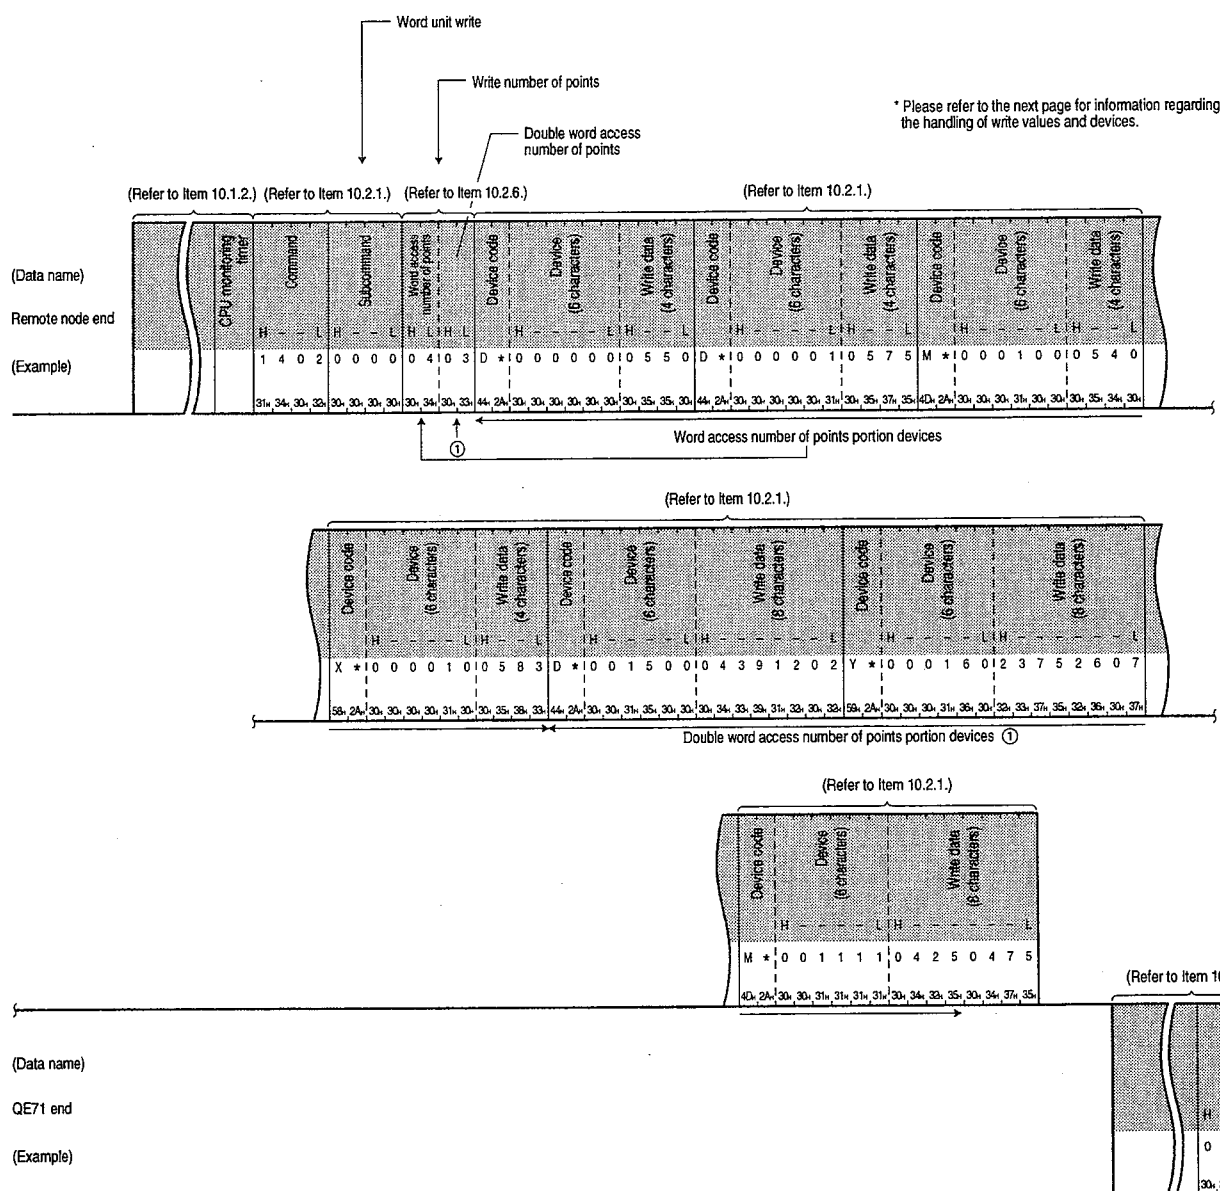 Word unit write
Write number of points
* Please refer to the next page for information regarding
the handling of write values and devices.
Double word access
number of points
(Refer to Item 10.1.2.) (Refer to Item 10.2.1.) (Refer to Item 10.2.6.) (Refer to Item 10.2.1.)
(Data name)
Remote node end
(Example)
CPU monitoring timer
Command
Subcommand
Word access number of points
Device code
Device (6 characters)
Write data (4 characters)
Device code
Device (6 characters)
Write data (4 characters)
Device code
Device (6 characters)
Write data (4 characters)
H - - L H - - L H L H L H - - - - L H - - L H - - - - L H - - L H - - - - L H - - L
1 4 0 2 0 0 0 0 0 4 0 3 D * 0 0 0 0 0 0 0 5 5 0 D * 0 0 0 0 0 1 0 5 7 5 M * 0 0 0 1 0 0 0 5 4 0
31H 34H 30H 32H 30H 30H 30H 30H 30H 34H 30H 33H 44H 2AH 30H 30H 30H 30H 30H 30H 30H 35H 35H 30H 44H 2AH 30H 30H 30H 30H 30H 31H 30H 35H 37H 35H 4DH 2AH 30H 30H 30H 31H 30H 30H 30H 35H 34H 30H
① Word access number of points portion devices
(Refer to Item 10.2.1.)
Device code
Device (6 characters)
Write data (4 characters)
Device code
Device (6 characters)
Write data (8 characters)
Device code
Device (6 characters)
Write data (8 characters)
H - - - - L H - - L H - - - - L H - - - - - - L H - - - - L H - - - - - - L
X * 0 0 0 0 1 0 0 5 8 3 D * 0 0 1 5 0 0 0 4 3 9 1 2 0 2 Y * 0 0 0 1 6 0 2 3 7 5 2 6 0 7
58H 2AH 30H 30H 30H 30H 31H 30H 30H 35H 38H 33H 44H 2AH 30H 30H 31H 35H 30H 30H 30H 34H 33H 39H 31H 32H 30H 32H 59H 2AH 30H 30H 30H 31H 36H 30H 32H 33H 37H 35H 32H 36H 30H 37H
Double word access number of points portion devices ①
(Refer to Item 10.2.1.)
Device code
Device (6 characters)
Write data (8 characters)
H - - - - L H - - - - - - L
M * 0 0 1 1 1 1 0 4 2 5 0 4 7 5
4DH 2AH 30H 30H 31H 31H 31H 31H 30H 34H 32H 35H 30H 34H 37H 35H
(Refer to Item 10
(Data name)
QE71 end
(Example)
H
0
30H